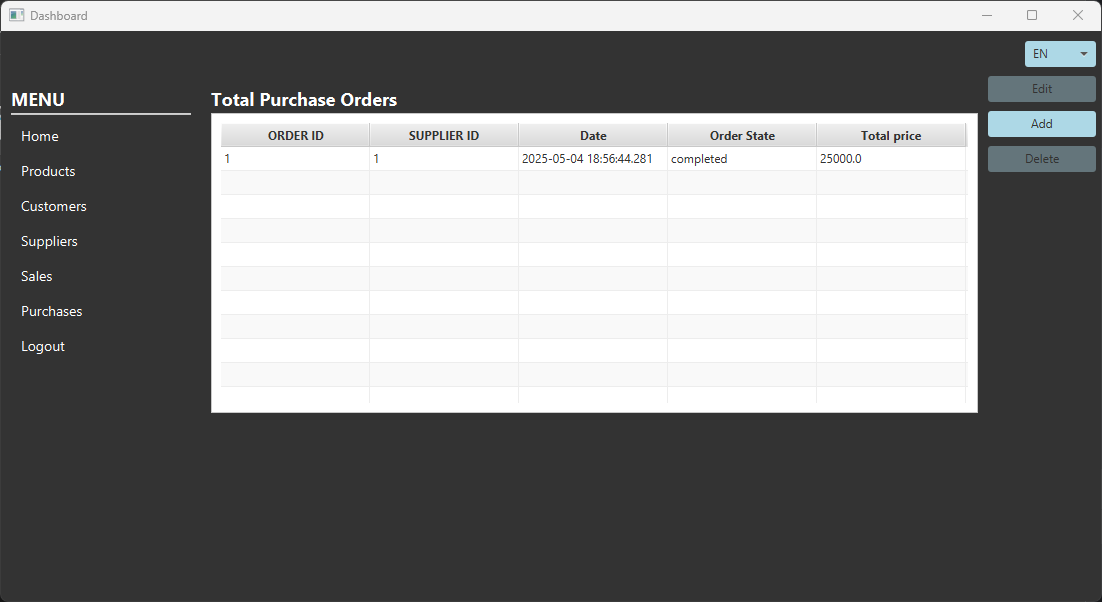 Dashboard
EN
MENU
Home
Products
Customers
Suppliers
Sales
Purchases
Logout
Total Purchase Orders
ORDER ID SUPPLIER ID Date Order State Total price
1 1 2025-05-04 18:56:44.281 completed 25000.0
Edit
Add
Delete